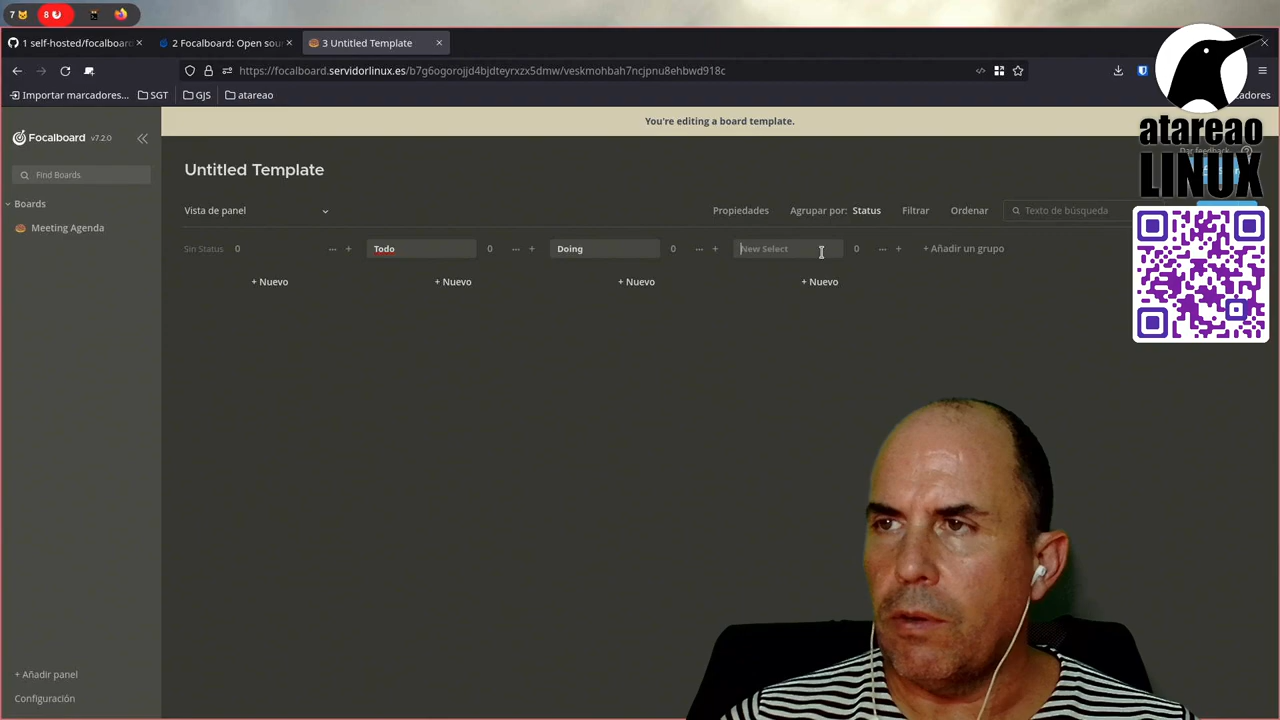 7 8
1 self-hosted/focalboard 2 Focalboard: Open sou 3 Untitled Template
https://focalboard.servidorlinux.es/b7g6ogorojjd4bjdteyrxzx5dmw/veskmohbah7ncjpnu8ehbwd918c
Importar marcadores... SGT GJS atareao
Focalboard v7.2.0
You're editing a board template.
atareao
LINUX
Dar feedback
Find Boards
Untitled Template
Boards
Meeting Agenda
Vista de panel Propiedades Agrupar por: Status Filtrar Ordenar Texto de búsqueda
Sin Status 0 Todo 0 Doing 0 New Select 0 + Añadir un grupo
+ Nuevo + Nuevo + Nuevo + Nuevo
+ Añadir panel
Configuración